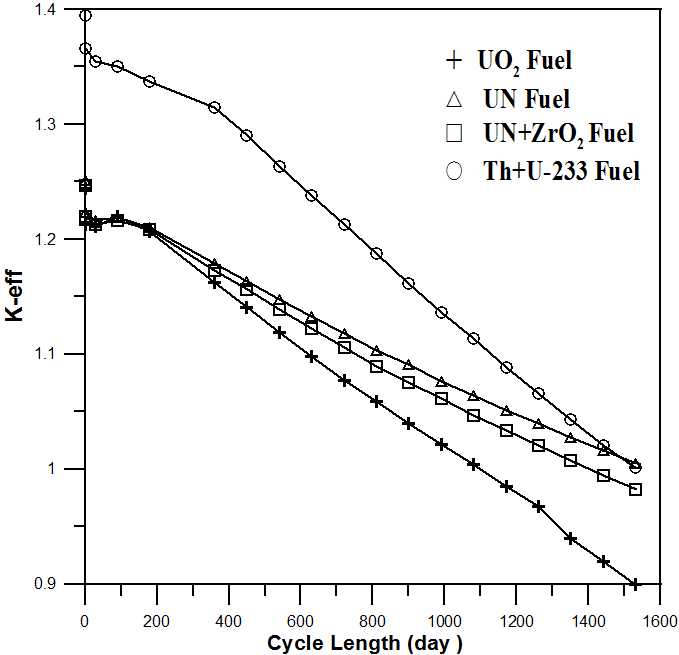 1.4
1.3
1.2
1.1
1
0.9
K-eff
UO2 Fuel
UN Fuel
UN+ZrO2 Fuel
Th+U-233 Fuel
0 200 400 600 800 1000 1200 1400 1600
Cycle Length (day )